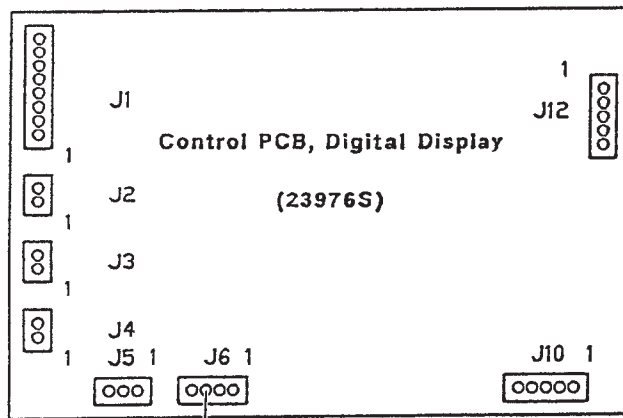 1
J1
J12
Control PCB, Digital Display
1
J2
(23976S)
1
J3
1
J4
1
J5 1
J6 1
J10 1